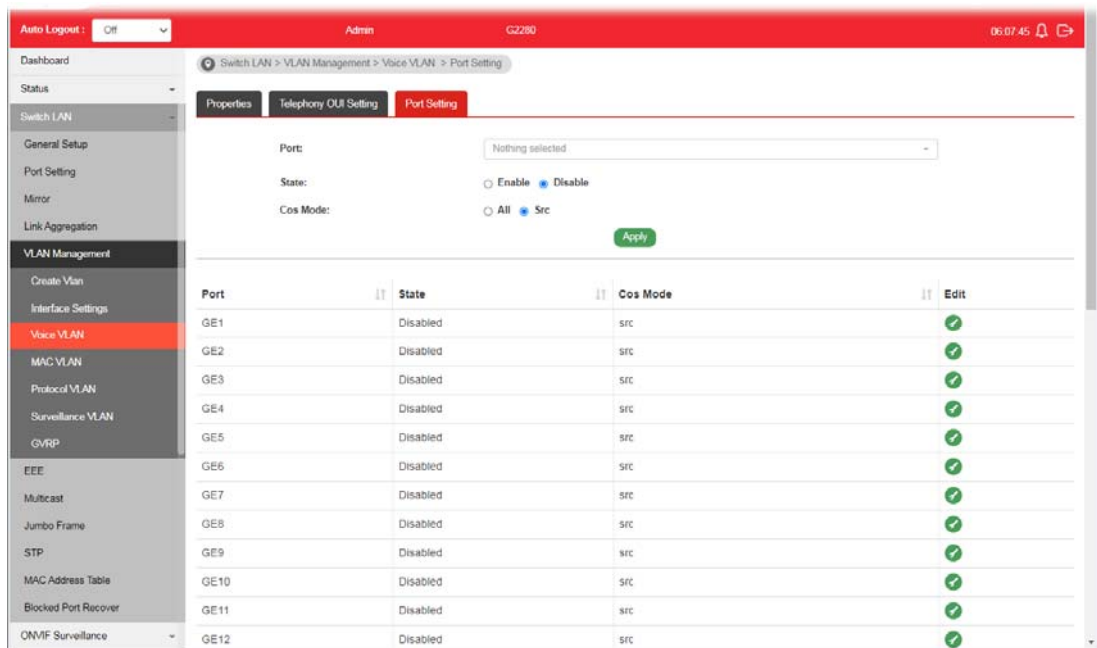 Auto Logout : Off Admin G2280 06:07:45
Dashboard
Status
Switch LAN
General Setup
Port Setting
Mirror
Link Aggregation
VLAN Management
Create Vlan
Interface Settings
Voice VLAN
MAC VLAN
Protocol VLAN
Surveillance VLAN
GVRP
EEE
Multicast
Jumbo Frame
STP
MAC Address Table
Blocked Port Recover
ONVIF Surveillance
Switch LAN > VLAN Management > Voice VLAN > Port Setting
Properties Telephony OUI Setting Port Setting
Port: Nothing selected
State: Enable Disable
Cos Mode: All Src
Apply
Port State Cos Mode Edit
GE1 Disabled src
GE2 Disabled src
GE3 Disabled src
GE4 Disabled src
GE5 Disabled src
GE6 Disabled src
GE7 Disabled src
GE8 Disabled src
GE9 Disabled src
GE10 Disabled src
GE11 Disabled src
GE12 Disabled src